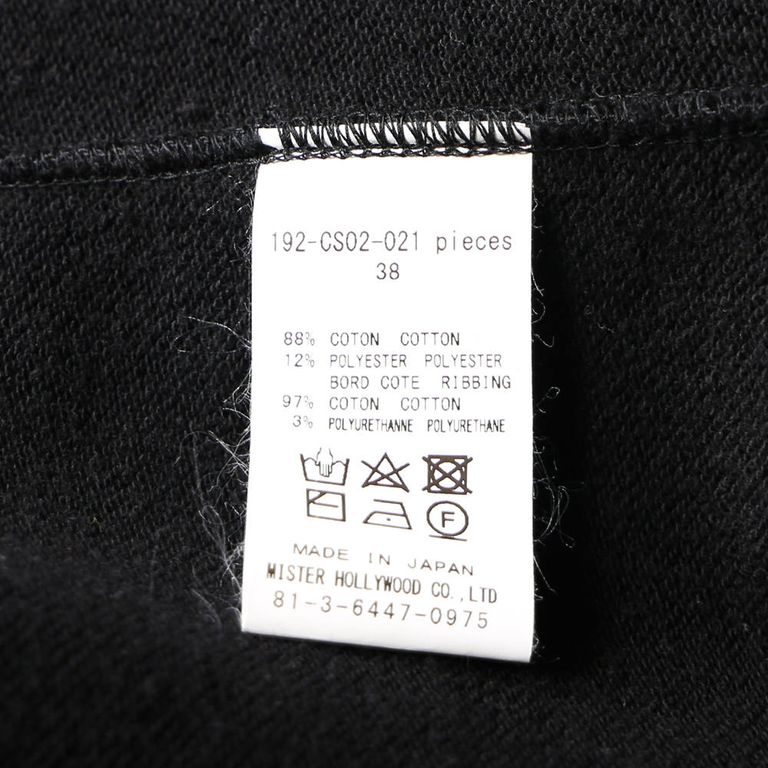 192-CS02-021 pieces
38
88% COTON COTTON
12% POLYESTER POLYESTER
BORD COTE RIBBING
97% COTON COTTON
3% POLYURETHANNE POLYURETHANE
F
MADE IN JAPAN
MISTER HOLLYWOOD CO.,LTD
81-3-6447-0975